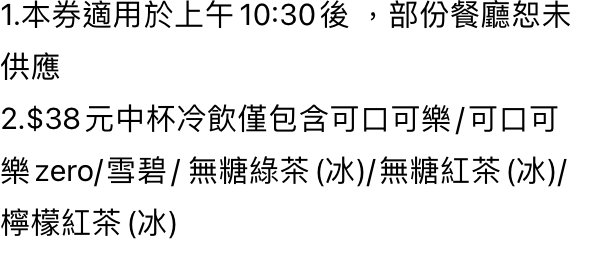 1.本券適用於上午10:30後 ，部份餐廳恕未
供應
2.$38元中杯冷飲僅包含可口可樂/可口可
樂zero/雪碧/ 無糖綠茶(冰)/無糖紅茶(冰)/
檸檬紅茶(冰)